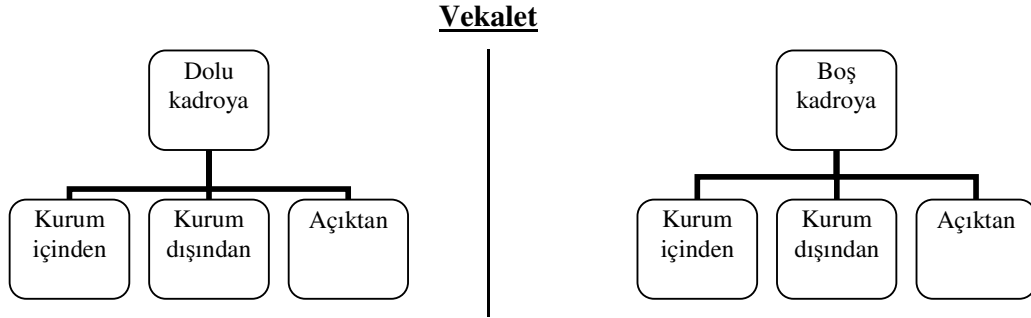 Vekalet
Dolu
kadroya
Kurum
içinden
Kurum
dışından
Açıktan
Boş
kadroya
Kurum
içinden
Kurum
dışından
Açıktan